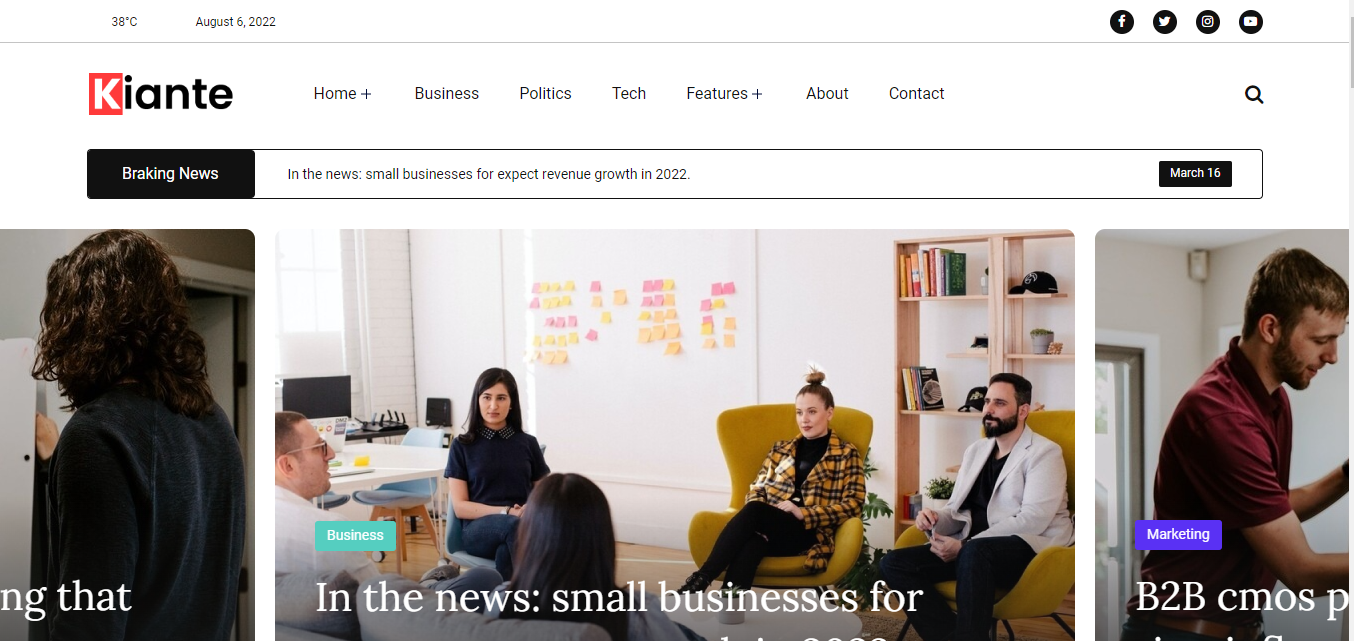 38°C August 6, 2022
Kiante Home + Business Politics Tech Features + About Contact
Braking News In the news: small businesses for expect revenue growth in 2022. March 16
Business
Marketing
ng that
In the news: small businesses for
B2B cmos p